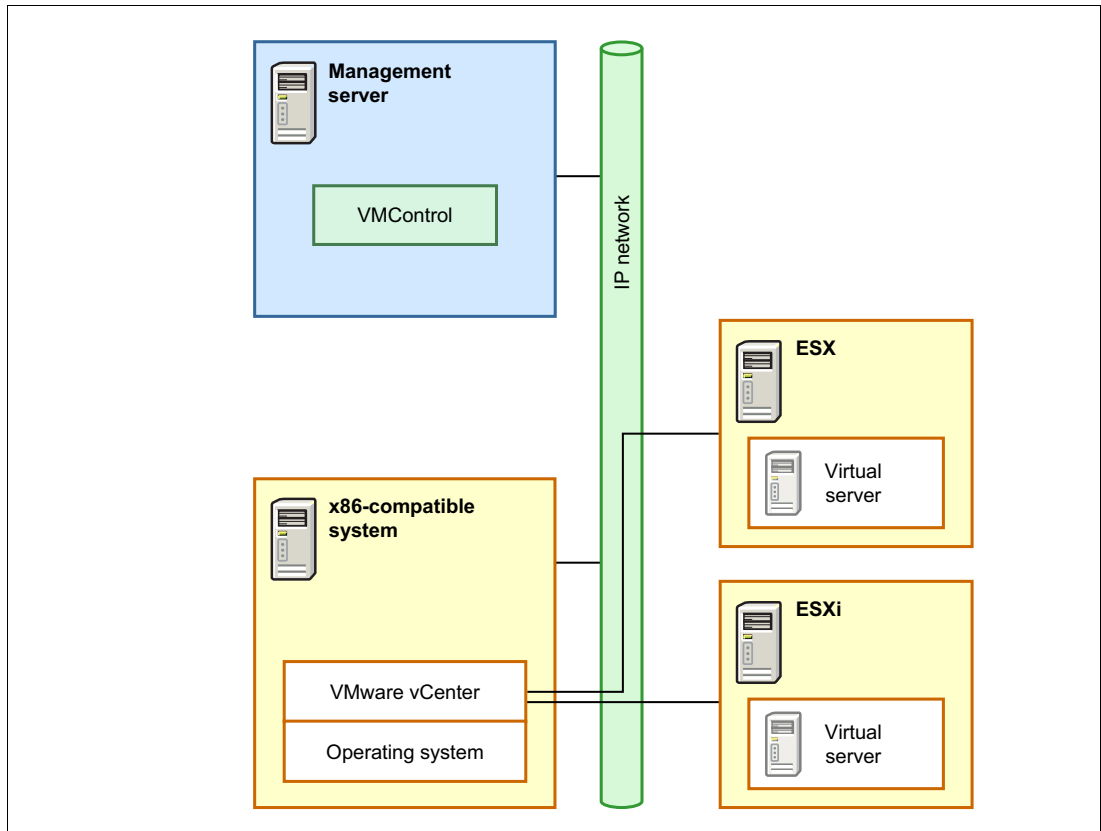 Management
server
VMControl
IP network
ESX
Virtual
server
x86-compatible
system
VMware vCenter
Operating system
ESXi
Virtual
server